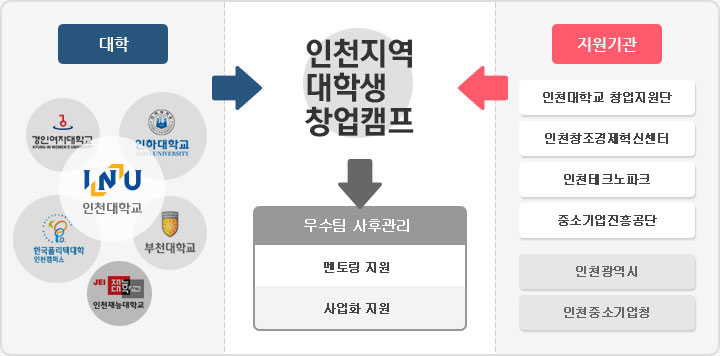 대학
경인여자대학교
KYUNG-IN WOMEN'S UNIVERSITY
인하대학교
INHA UNIVERSITY
INU
인천대학교
한국폴리텍대학
인천캠퍼스
부천대학교
JEI 재능대학교
인천재능대학교
인천지역
대학생
창업캠프
우수팀 사후관리
멘토링 지원
사업화 지원
지원기관
인천대학교 창업지원단
인천창조경제혁신센터
인천테크노파크
중소기업진흥공단
인천광역시
인천중소기업청